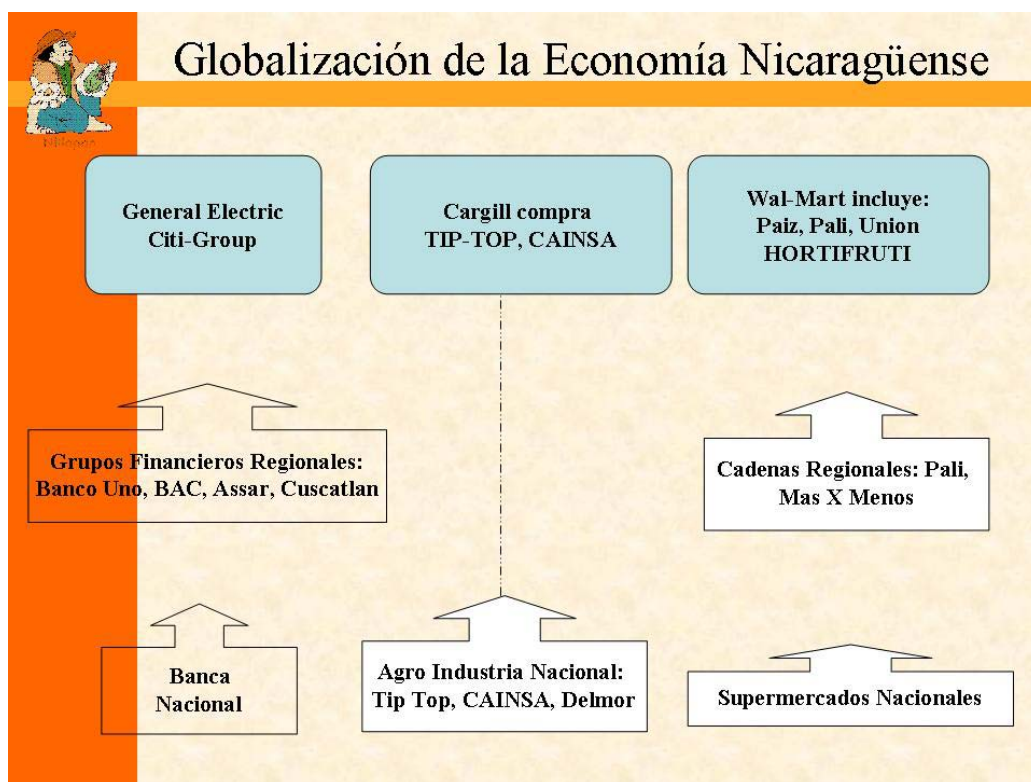 Globalización de la Economía Nicaragüense
Nitlapan
General Electric
Citi-Group
Cargill compra
TIP-TOP, CAINSA
Wal-Mart incluye:
Paiz, Pali, Union
HORTIFRUTI
Grupos Financieros Regionales:
Banco Uno, BAC, Assar, Cuscatlan
Cadenas Regionales: Pali,
Mas X Menos
Banca
Nacional
Agro Industria Nacional:
Tip Top, CAINSA, Delmor
Supermercados Nacionales